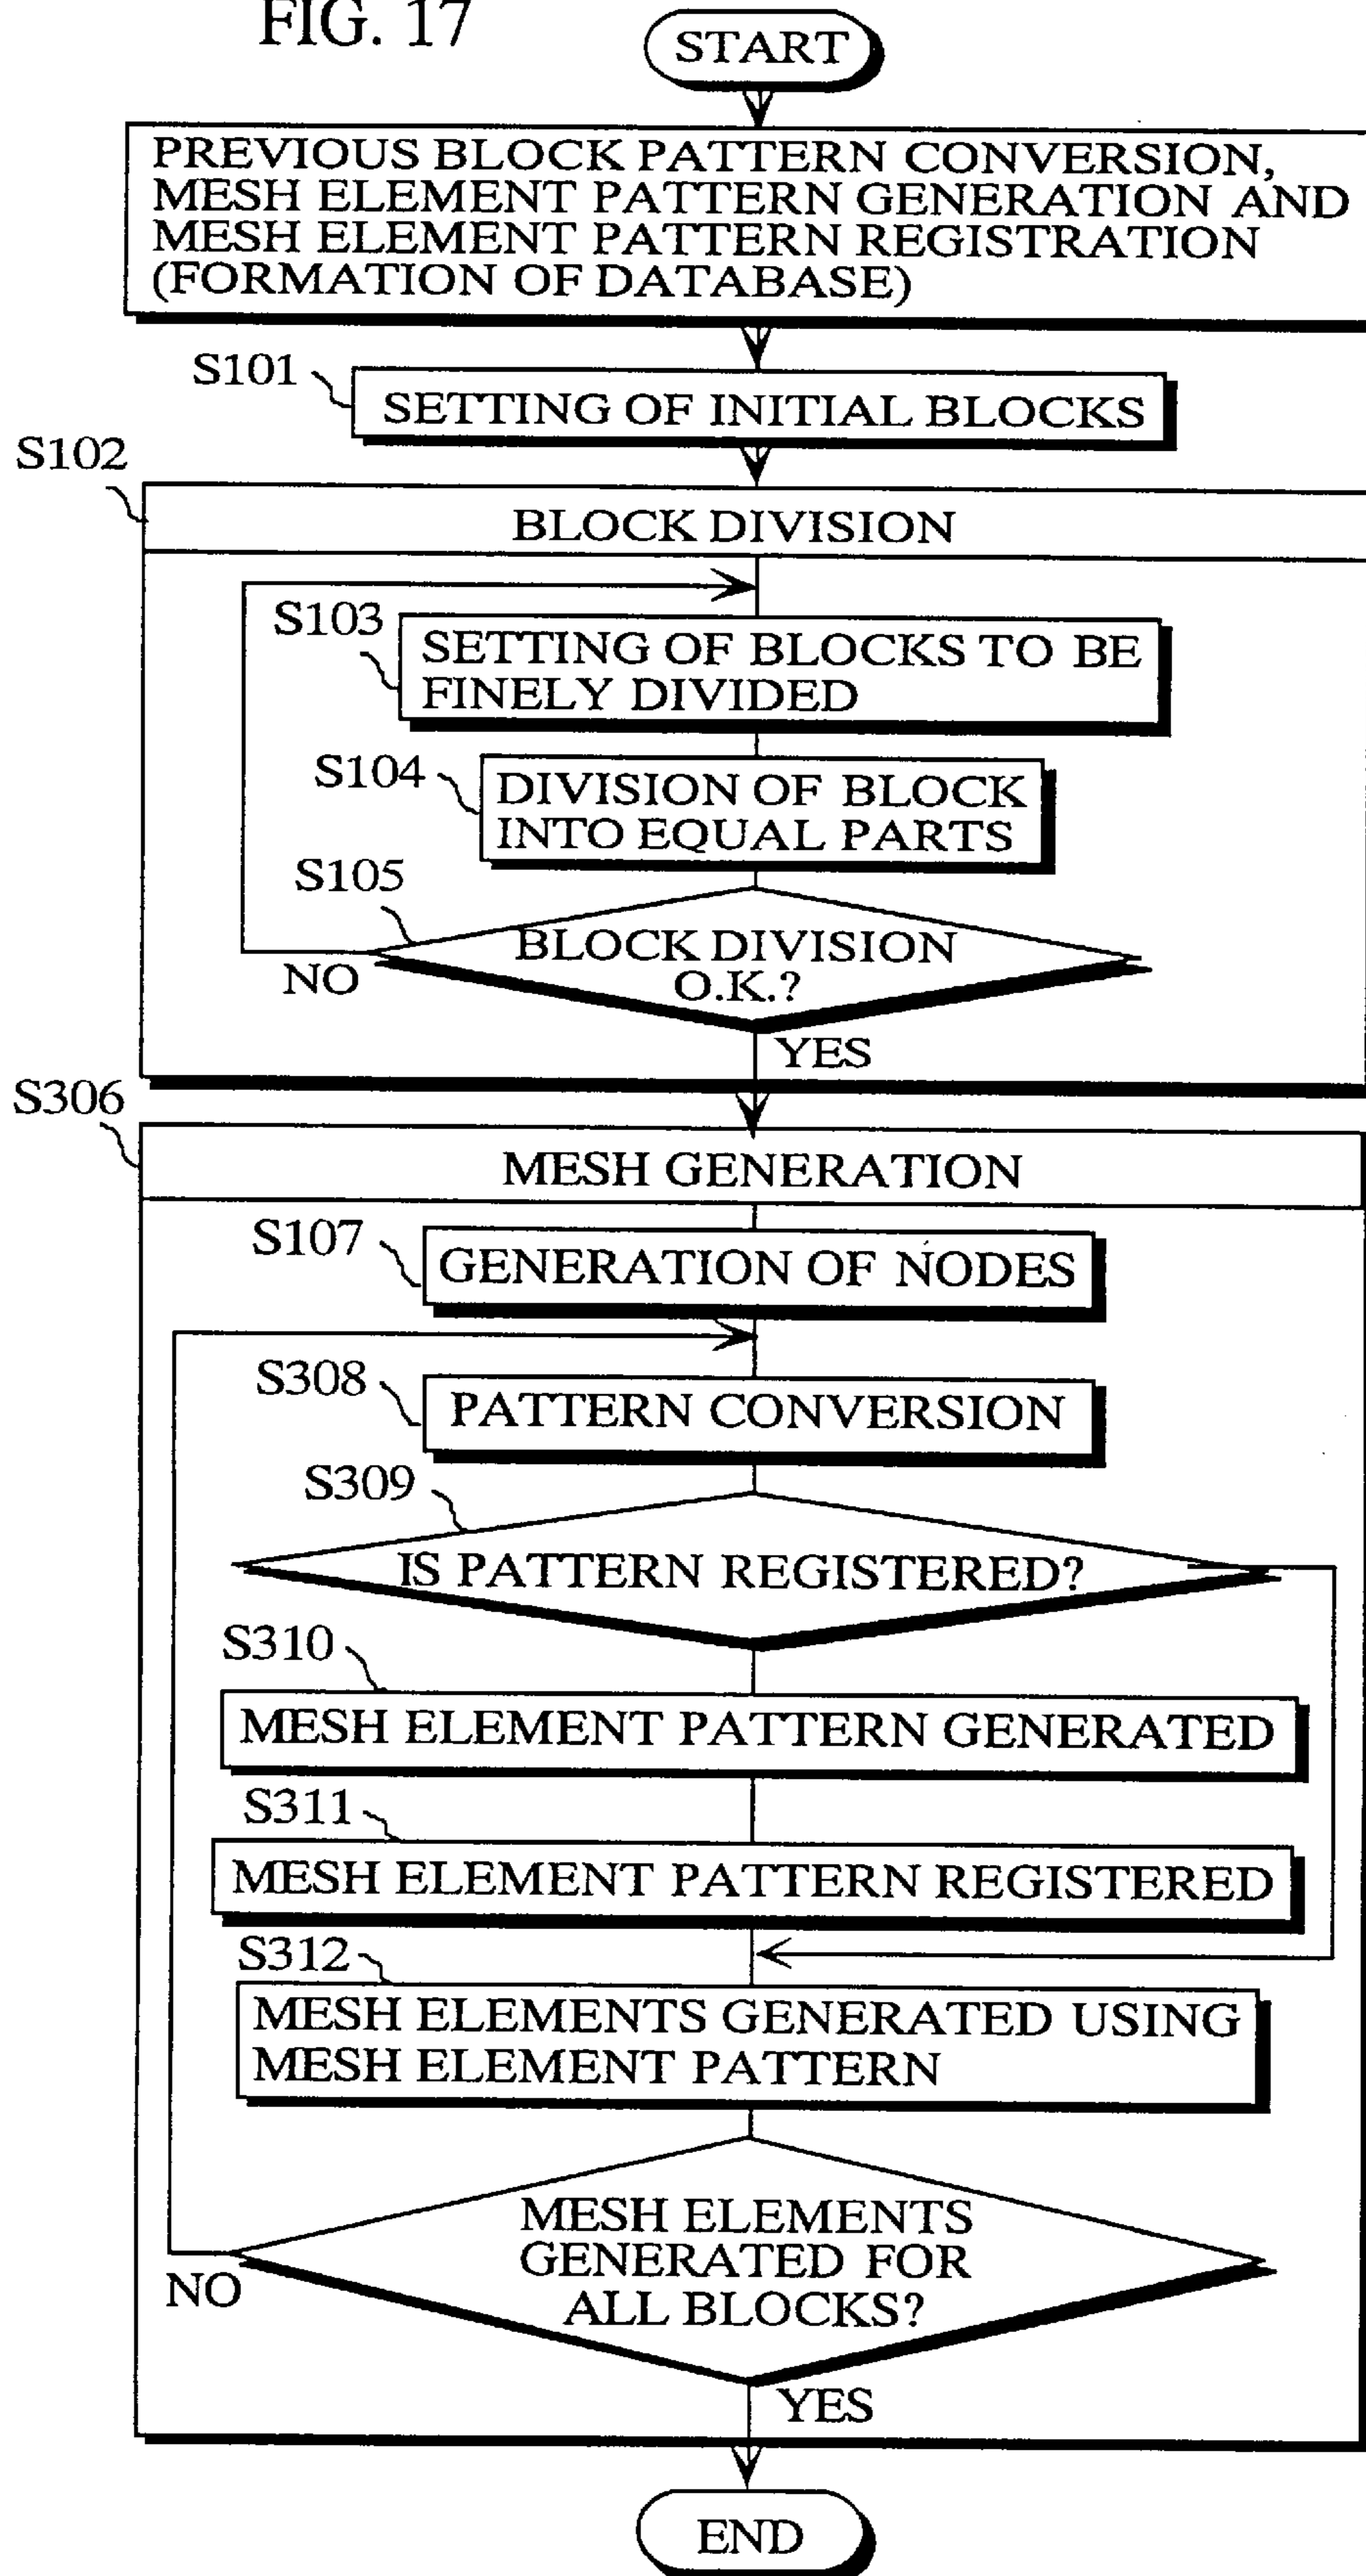 FIG. 17
START
PREVIOUS BLOCK PATTERN CONVERSION,
MESH ELEMENT PATTERN GENERATION AND
MESH ELEMENT PATTERN REGISTRATION
(FORMATION OF DATABASE)
S101
SETTING OF INITIAL BLOCKS
S102
BLOCK DIVISION
S103
SETTING OF BLOCKS TO BE
FINELY DIVIDED
S104
DIVISION OF BLOCK
INTO EQUAL PARTS
S105
BLOCK DIVISION
O.K.?
NO
YES
S306
MESH GENERATION
S107
GENERATION OF NODES
S308
PATTERN CONVERSION
S309
IS PATTERN REGISTERED?
S310
MESH ELEMENT PATTERN GENERATED
S311
MESH ELEMENT PATTERN REGISTERED
S312
MESH ELEMENTS GENERATED USING
MESH ELEMENT PATTERN
MESH ELEMENTS
GENERATED FOR
ALL BLOCKS?
NO
YES
END